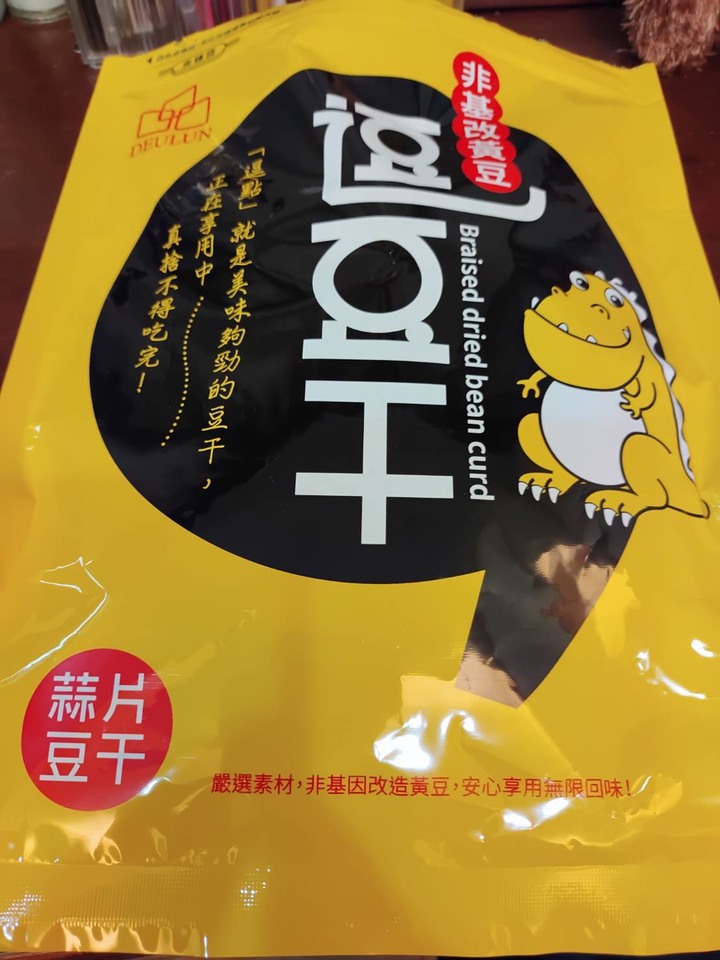 非基改黃豆
DEULUN
逗豆干
Braised dried bean curd
「逗點」就是美味夠勁的豆干,
正在享用中………………
真捨不得吃完!
蒜片
豆干
嚴選素材,非基因改造黃豆,安心享用無限回味!